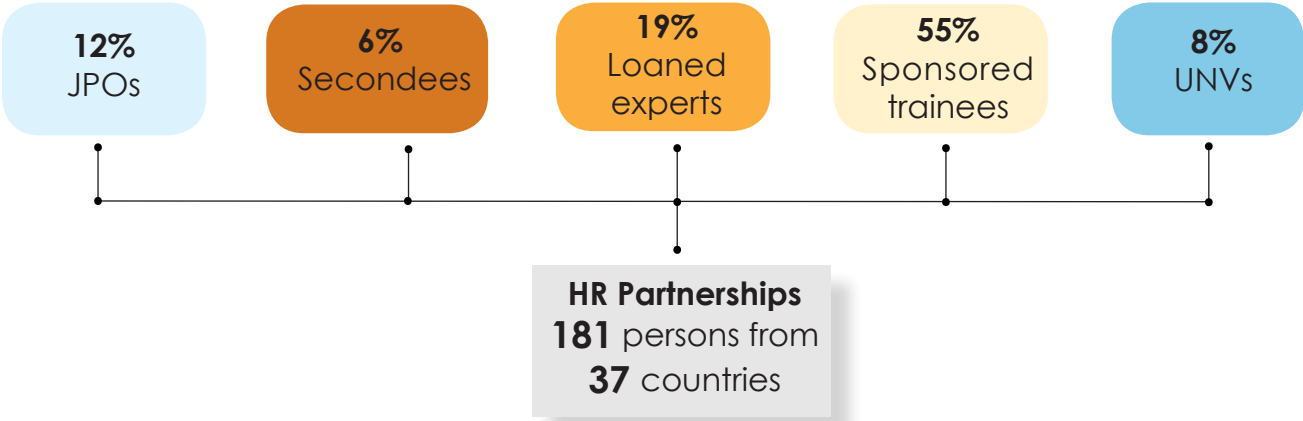 12%
JPOs
6%
Secondees
19%
Loaned
experts
55%
Sponsored
trainees
8%
UNVs
HR Partnerships
181 persons from
37 countries